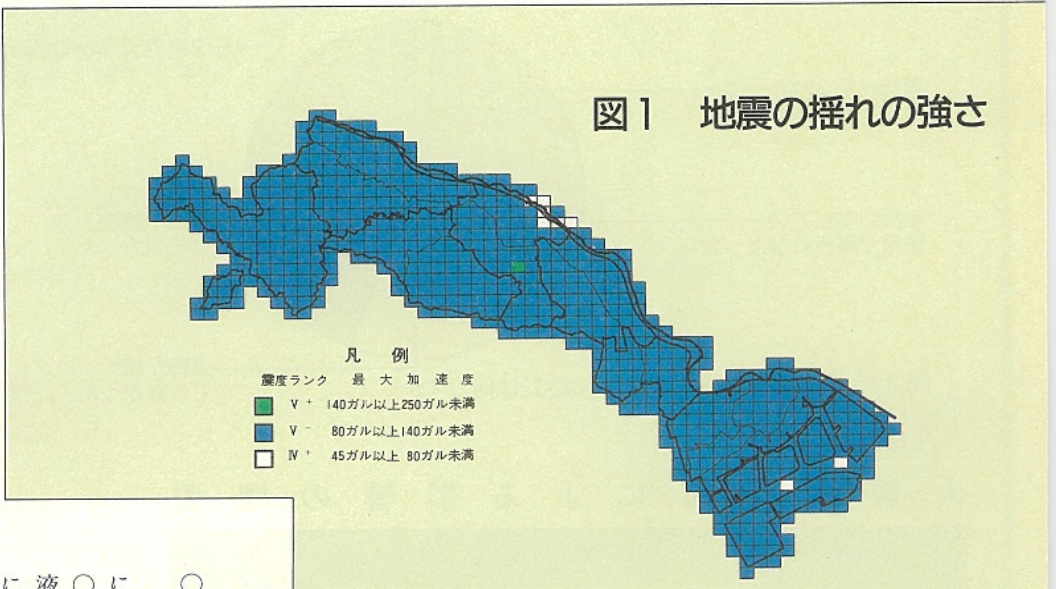 図1 地震の揺れの強さ
凡例
震度ランク 最大加速度
Ⅴ+ 140ガル以上250ガル未満
Ⅴ- 80ガル以上140ガル未満
Ⅳ+ 45ガル以上 80ガル未満
に 液 ○ に ○